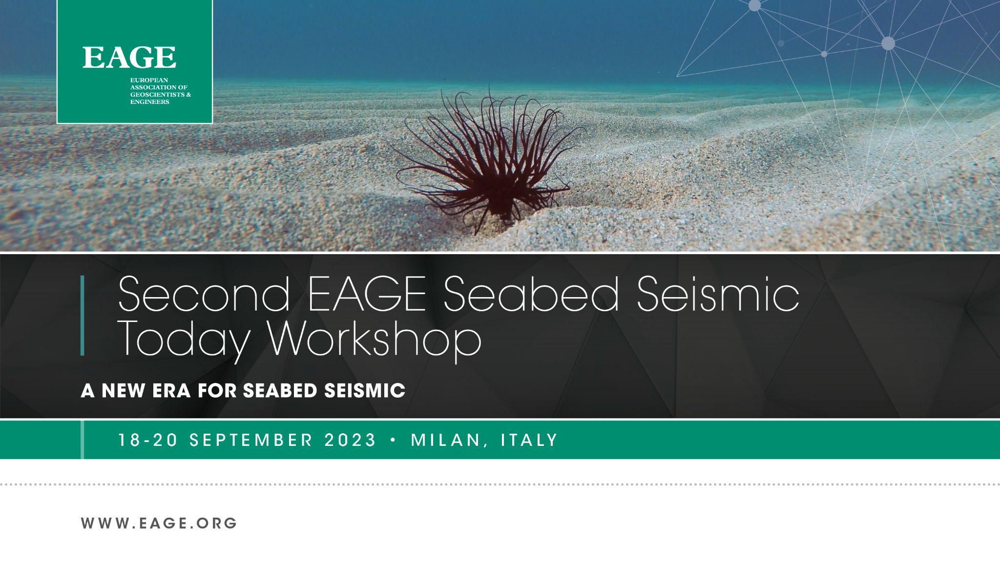 EAGE
EUROPEAN
ASSOCIATION OF
GEOSCIENTISTS &
ENGINEERS
Second EAGE Seabed Seismic
Today Workshop
A NEW ERA FOR SEABED SEISMIC
18-20 SEPTEMBER 2023 • MILAN, ITALY
WWW.EAGE.ORG